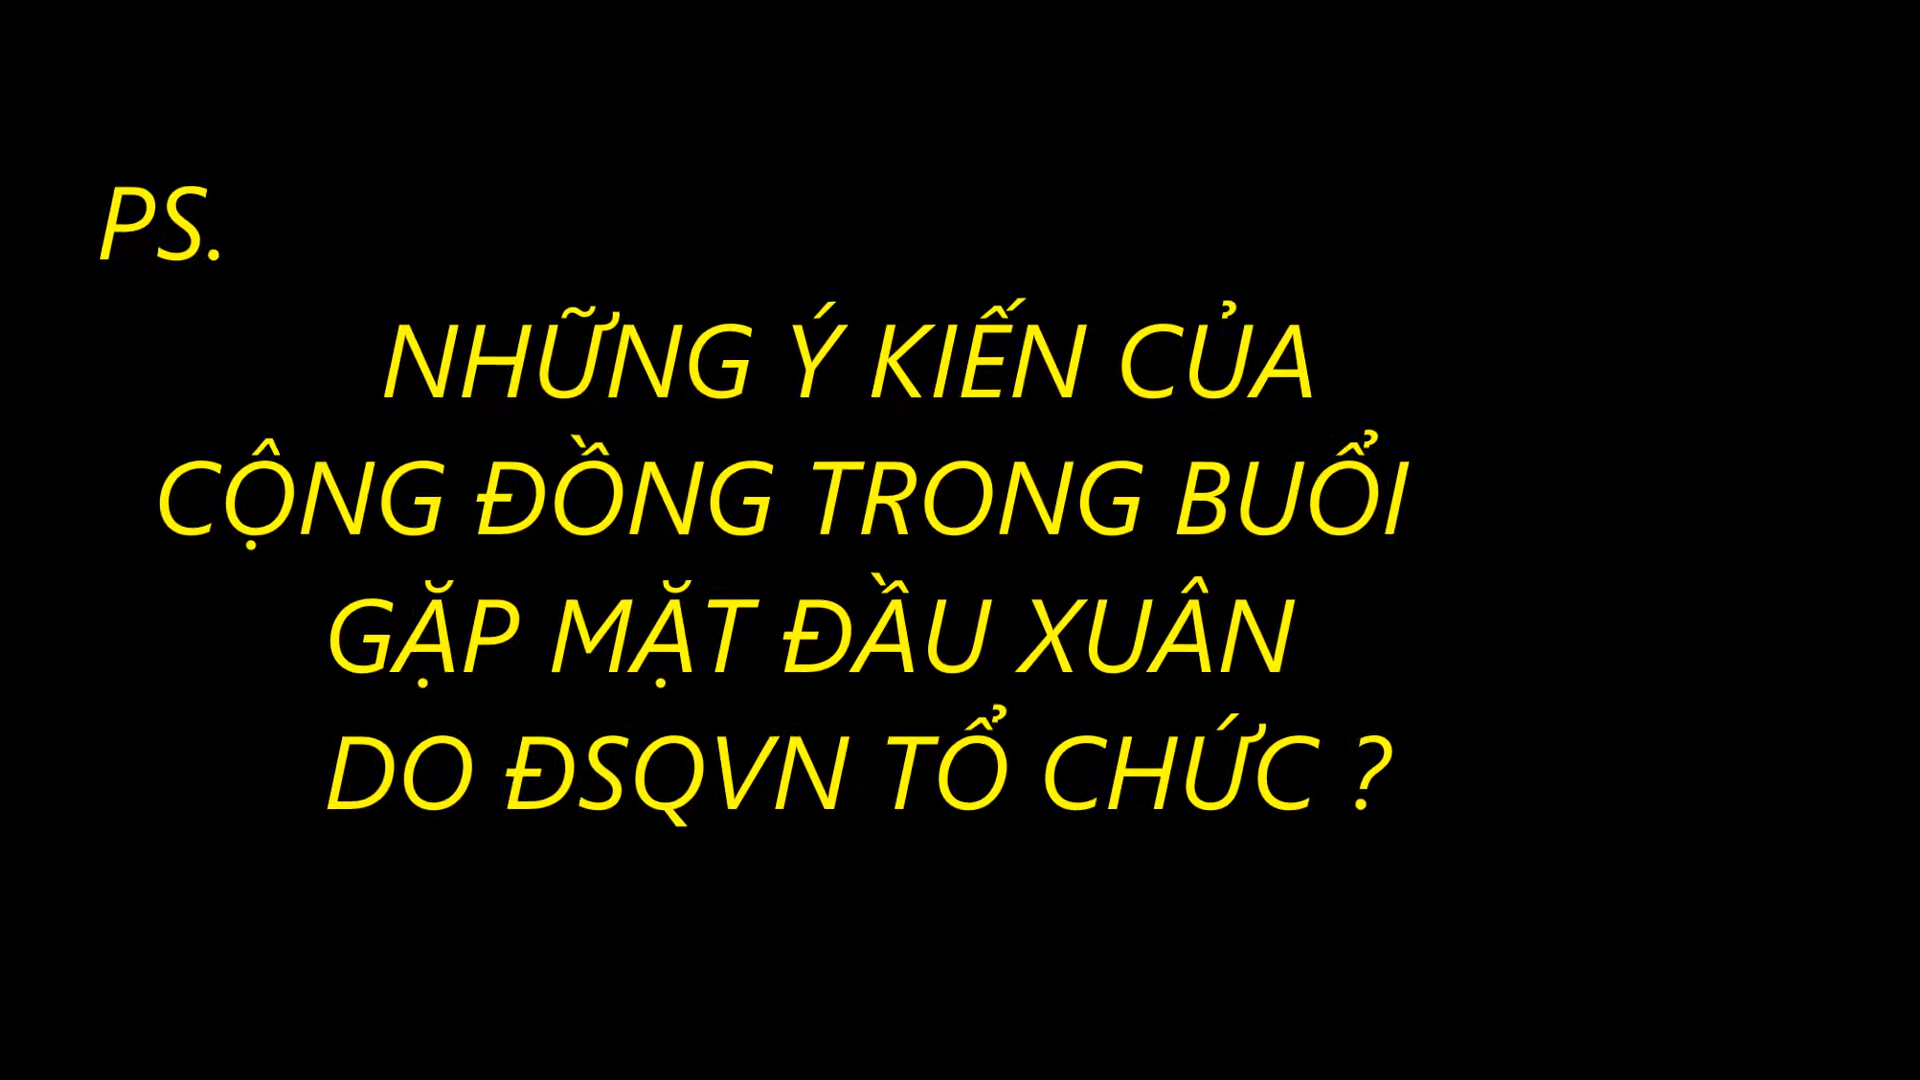 PS.
NHỮNG Ý KIẾN CỦA
CỘNG ĐỒNG TRONG BUỔI
GẶP MẶT ĐẦU XUÂN
DO ĐSQVN TỔ CHỨC ?